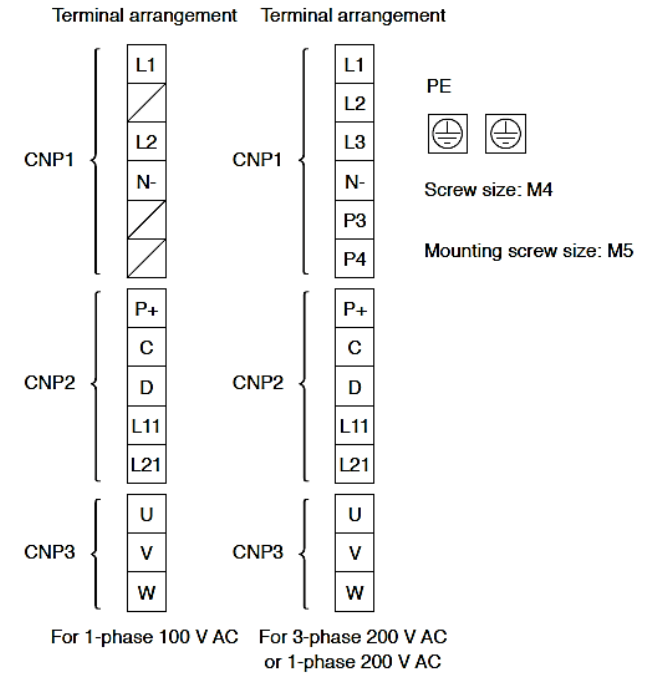 Terminal arrangement
CNP1
L1
L2
N-
CNP2
P+
C
D
L11
L21
CNP3
U
V
W
For 1-phase 100 V AC
Terminal arrangement
CNP1
L1
L2
L3
N-
P3
P4
CNP2
P+
C
D
L11
L21
CNP3
U
V
W
For 3-phase 200 V AC
or 1-phase 200 V AC
PE
Screw size: M4
Mounting screw size: M5